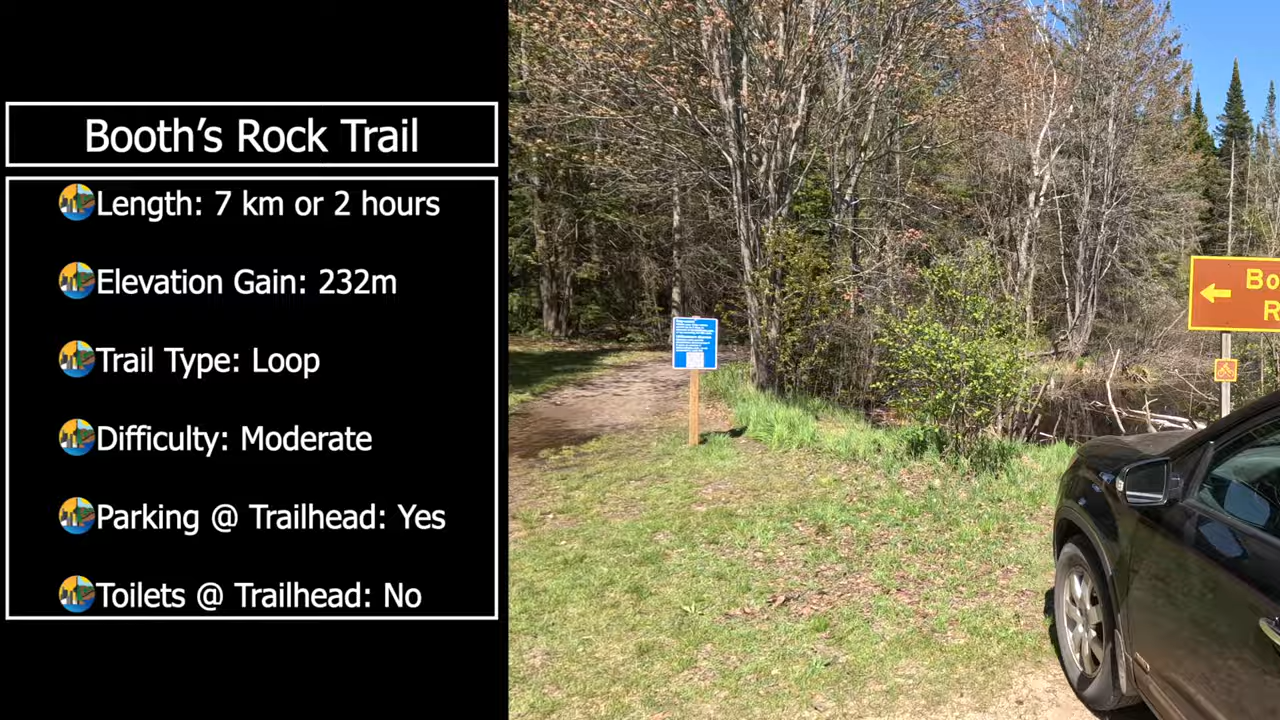 Booth's Rock Trail
Length: 7 km or 2 hours
Elevation Gain: 232m
Trail Type: Loop
Difficulty: Moderate
Parking @ Trailhead: Yes
Toilets @ Trailhead: No
Bo
R